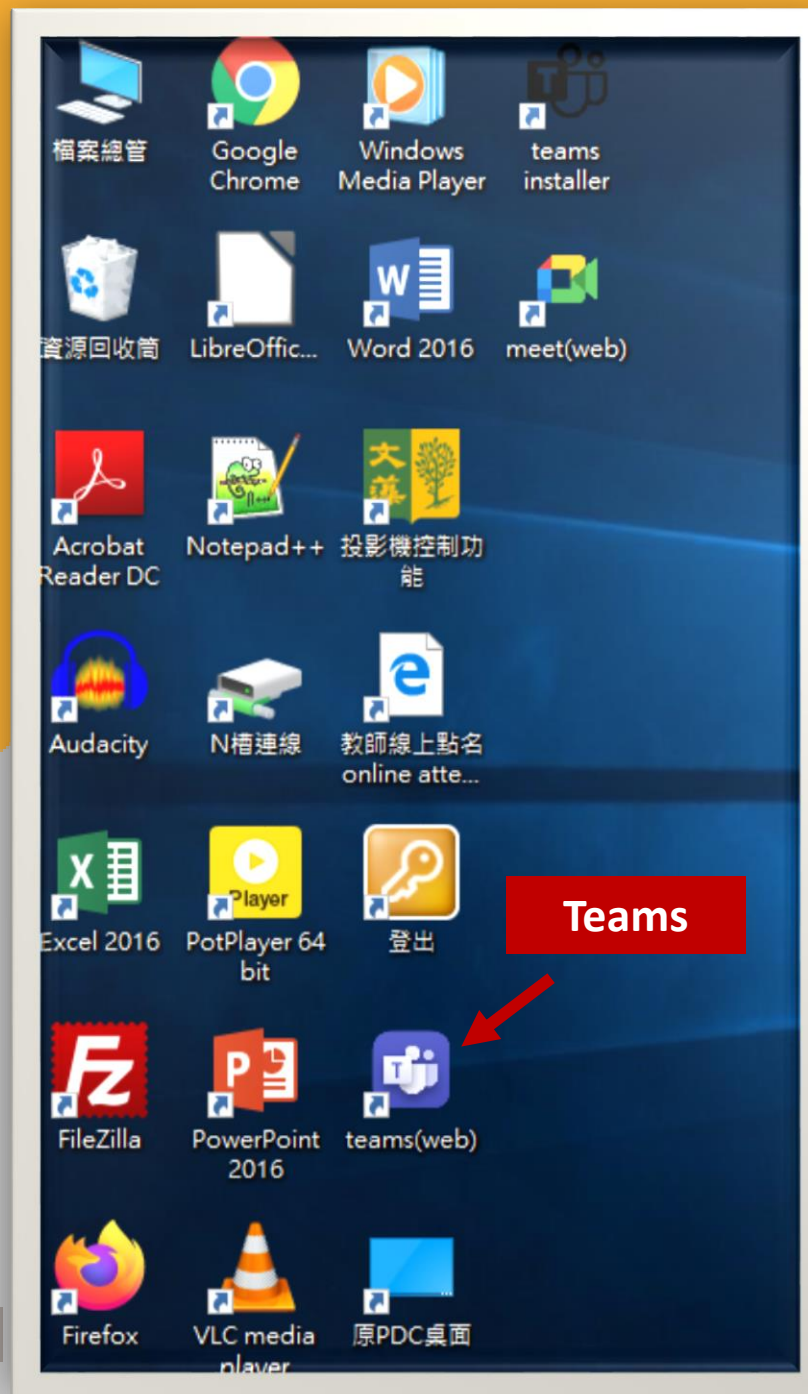 檔案總管
Google
Chrome
Windows
Media Player
teams
installer
資源回收筒
LibreOffic...
Word 2016
meet(web)
Acrobat
Reader DC
Notepad++
文藻
投影機控制功
能
Audacity
N槽連線
教師線上點名
online atte...
Excel 2016
Player
PotPlayer 64
bit
登出
Teams
FileZilla
PowerPoint
2016
teams(web)
Firefox
VLC media
player
原PDC桌面